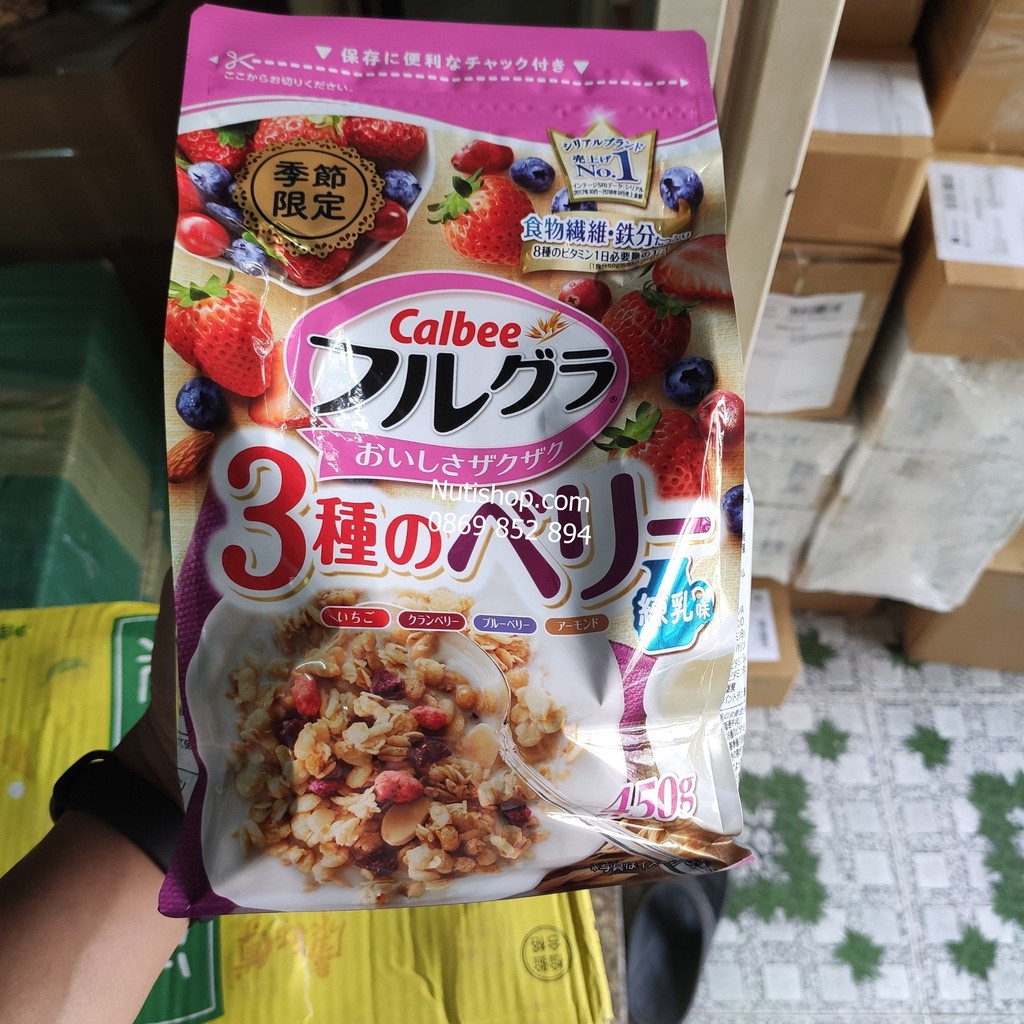 保存に便利なチャック付き
ここからお切りください。
季節
限定
シリアルブランド
売上げ
No.1
食物繊維・鉄分たっぷり
8種のビタミン1日必要量の
Calbee
フルグラ
おいしさザクザク
3種のベリー
Nutishop.com
0869 852 894
練乳味
いちご
クランベリー
ブルーベリー
アーモンド
450g